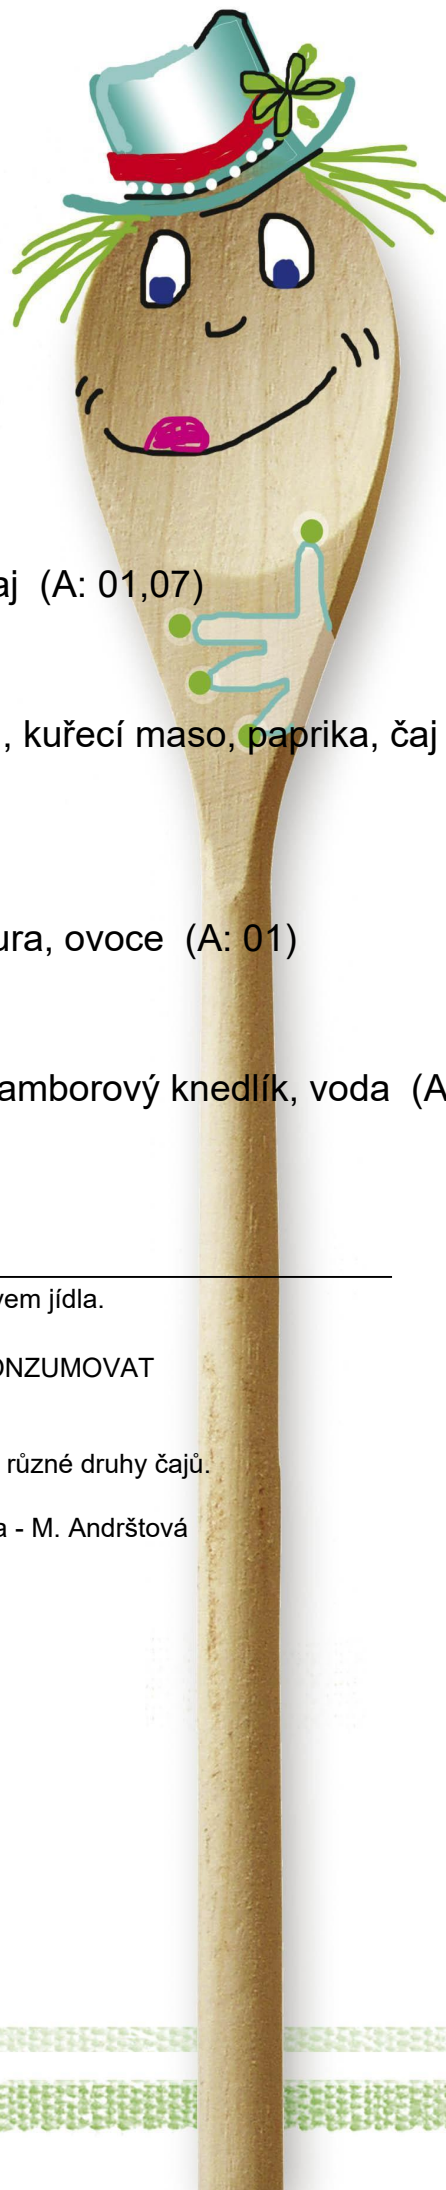 aj (A: 01,07)
, kuřecí maso, paprika, čaj
ura, ovoce (A: 01)
amborový knedlík, voda (A
vem jídla.
ONZUMOVAT
různé druhy čajů.
a - M. Andrštová